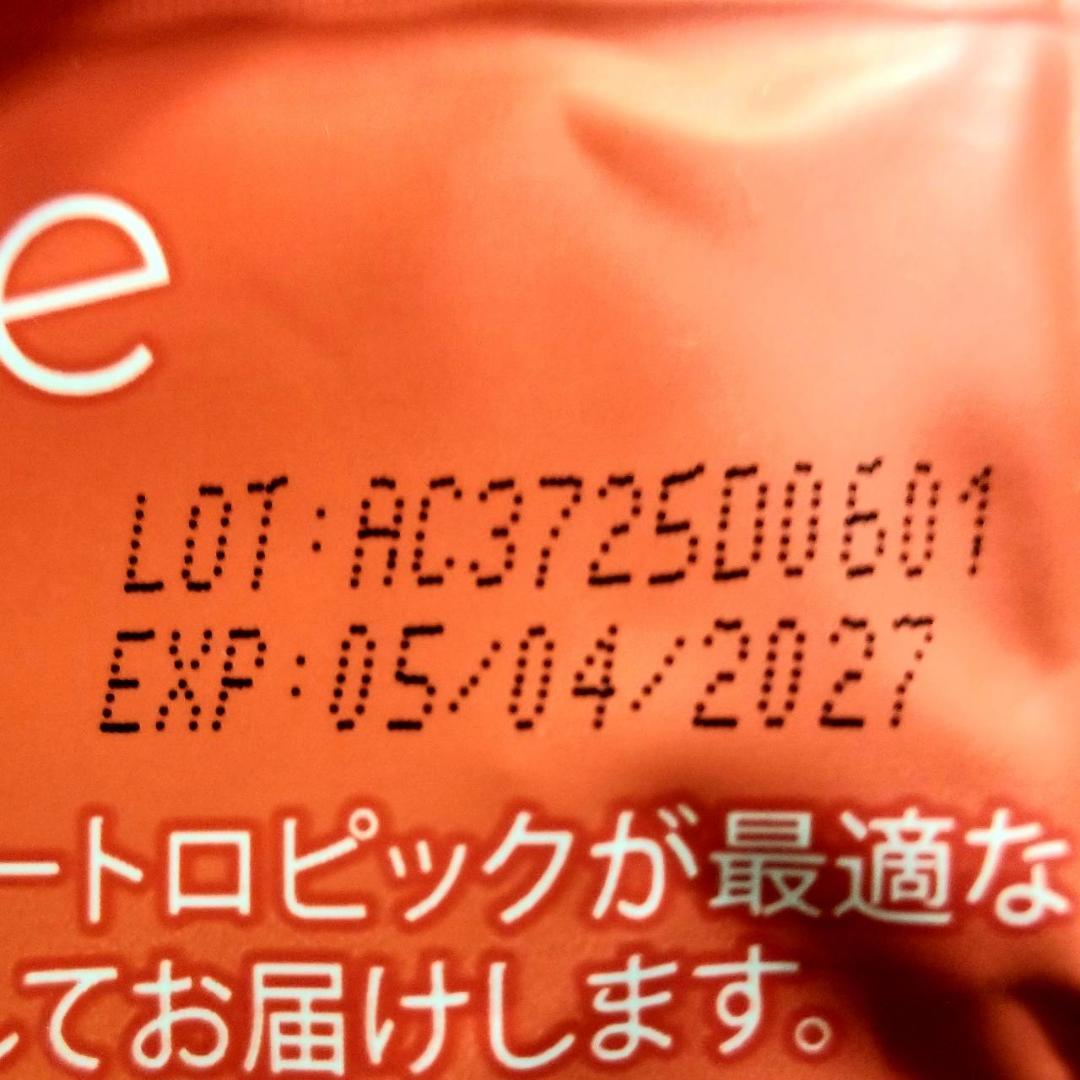 e
LOT:AC3725D0601
EXP:05/04/2027
ートロピックが最適な
してお届けします。